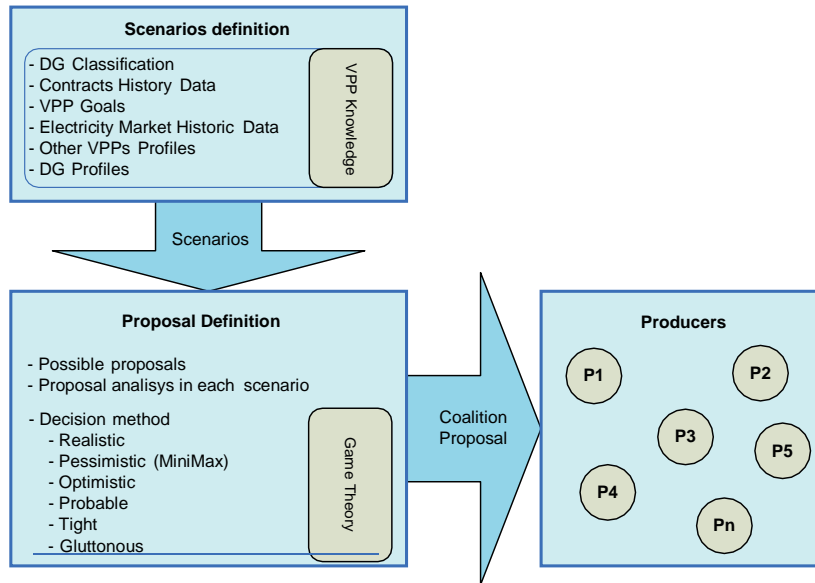 Scenarios definition
- DG Classification
- Contracts History Data
- VPP Goals
- Electricity Market Historic Data
- Other VPPs Profiles
- DG Profiles
VPP Knowledge
Scenarios
Proposal Definition
- Possible proposals
- Proposal analisys in each scenario
- Decision method
- Realistic
- Pessimistic (MiniMax)
- Optimistic
- Probable
- Tight
- Gluttonous
Game Theory
Coalition
Proposal
Producers
P1
P2
P3
P5
P4
Pn